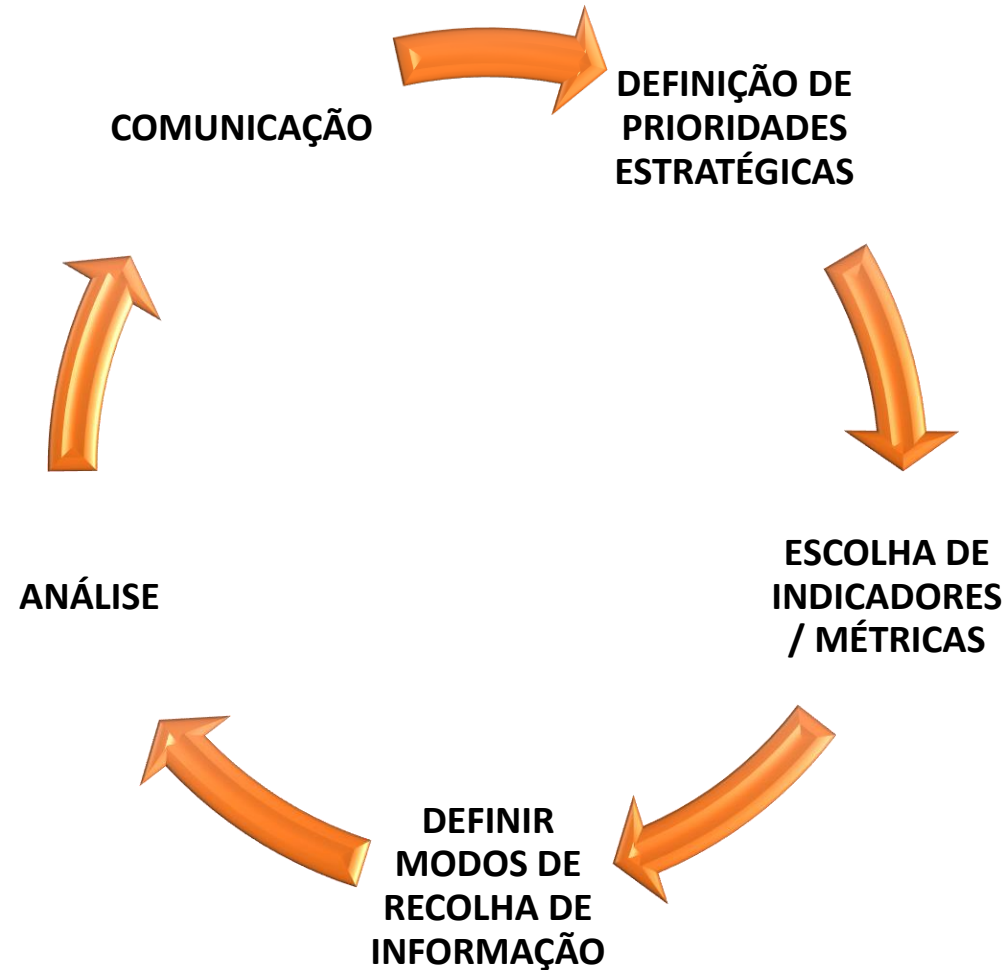 COMUNICAÇÃO
DEFINIÇÃO DE
PRIORIDADES
ESTRATÉGICAS
ESCOLHA DE
INDICADORES
/ MÉTRICAS
DEFINIR
MODOS DE
RECOLHA DE
INFORMAÇÃO
ANÁLISE